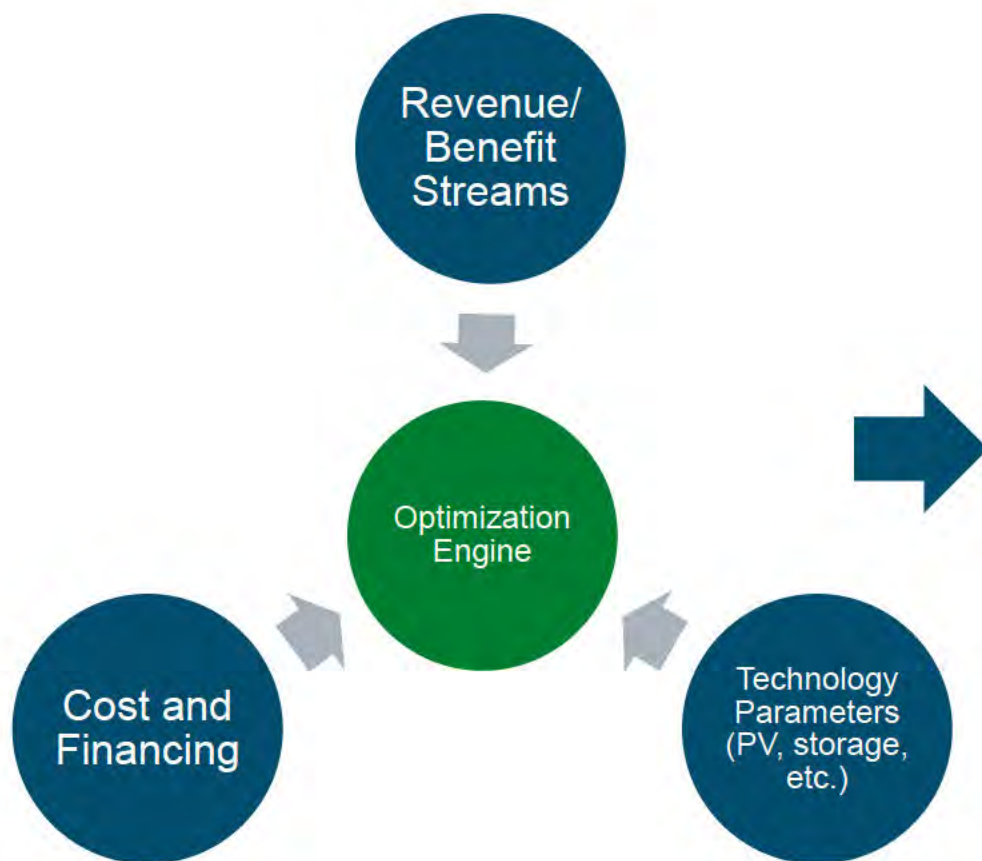 Revenue/
Benefit
Streams
Optimization
Engine
Cost and
Financing
Technology
Parameters
(PV, storage,
etc.)